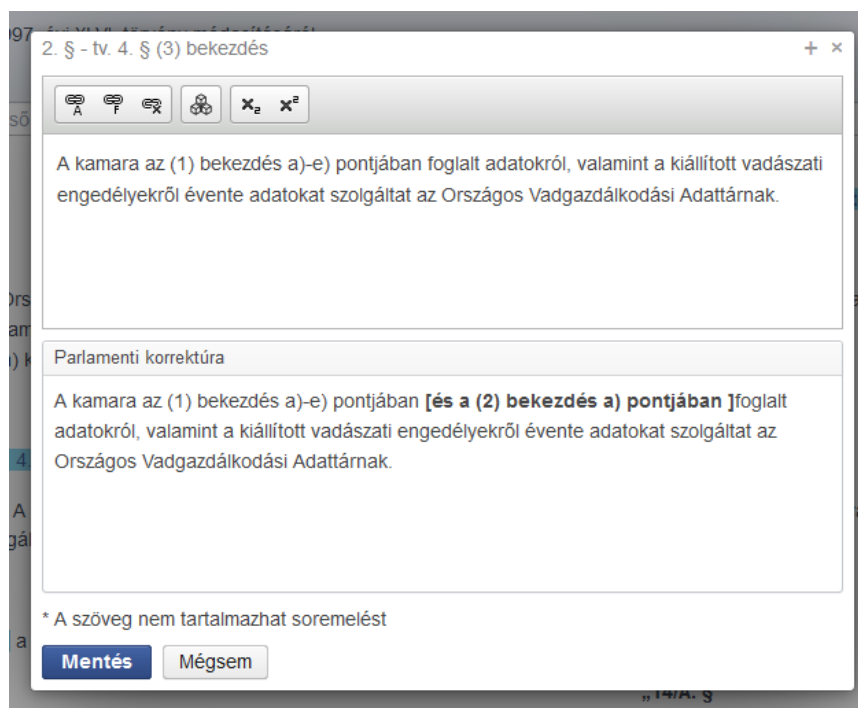 2. § - tv. 4. § (3) bekezdés
A kamara az (1) bekezdés a)-e) pontjában foglalt adatokról, valamint a kiállított vadászati
engedélyekről évente adatokat szolgáltat az Országos Vadgazdálkodási Adattárnak.
Parlamenti korrektúra
A kamara az (1) bekezdés a)-e) pontjában [és a (2) bekezdés a) pontjában ]foglalt
adatokról, valamint a kiállított vadászati engedélyekről évente adatokat szolgáltat az
Országos Vadgazdálkodási Adattárnak.
* A szöveg nem tartalmazhat soremelést
Mentés Mégsem
„14/A. §